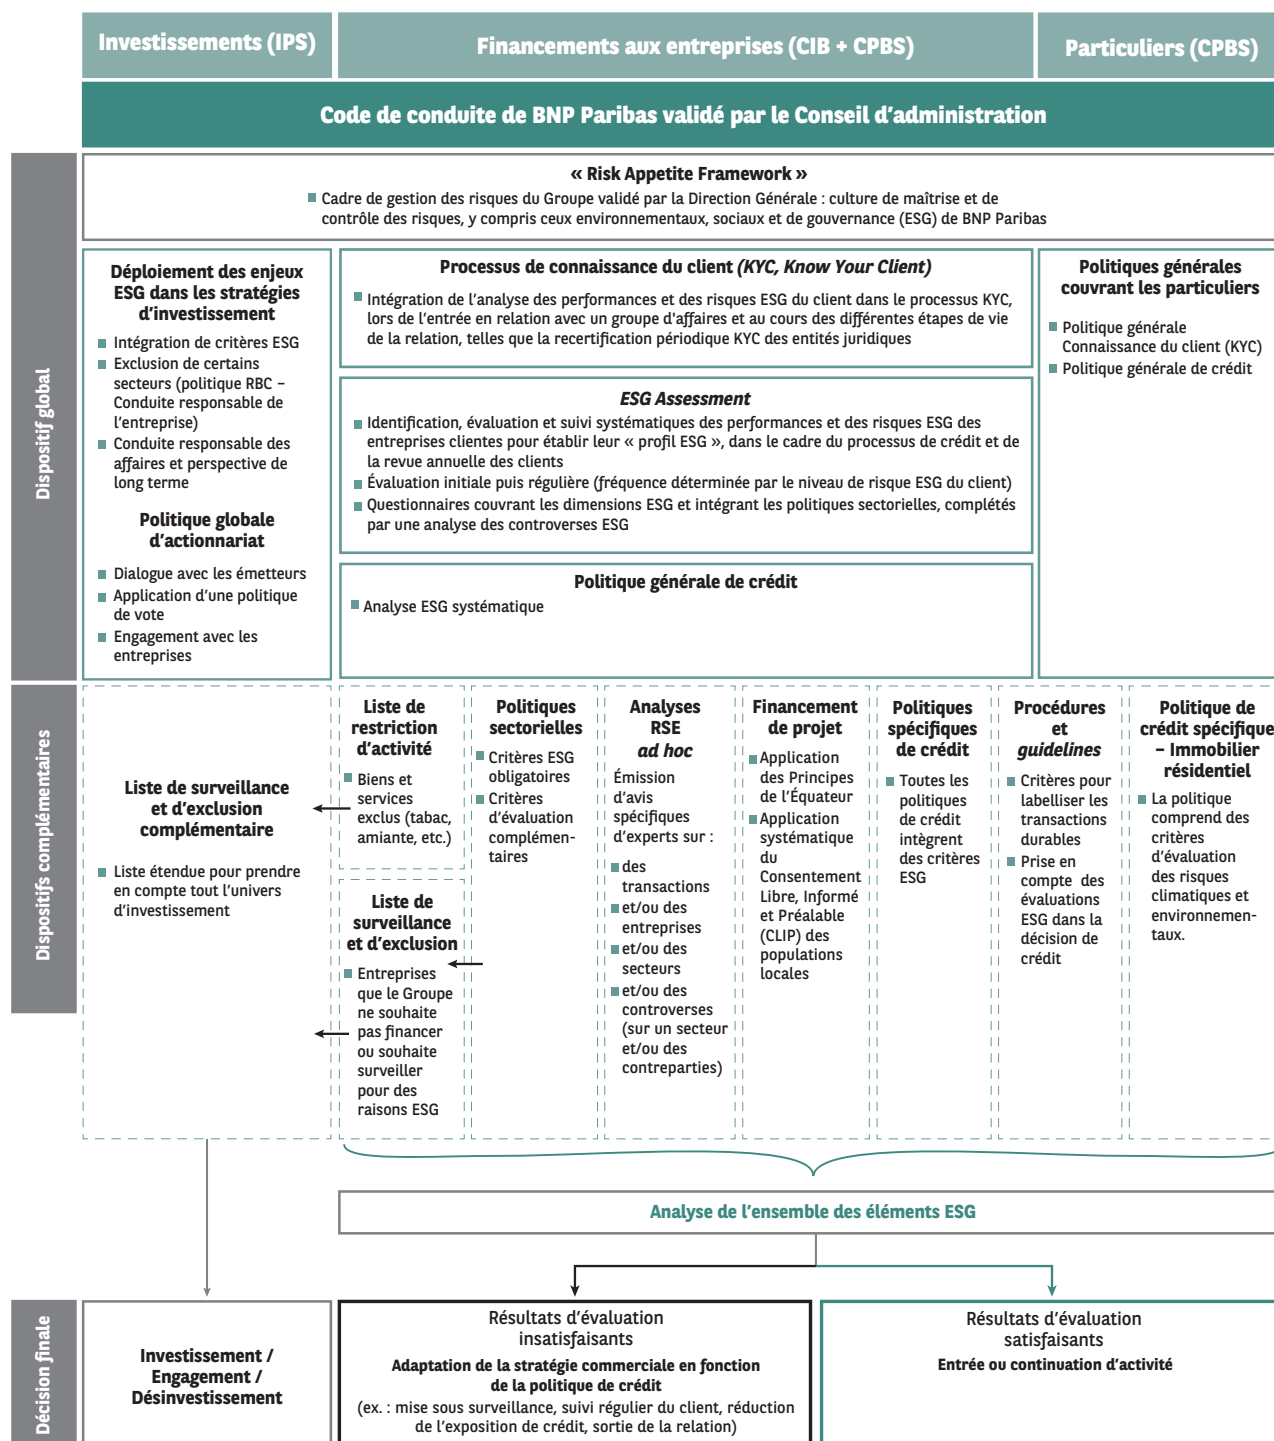 Investissements (IPS)
Financements aux entreprises (CIB + CPBS)
Particuliers (CPBS)
Code de conduite de BNP Paribas validé par le Conseil d'administration
Dispositif global
« Risk Appetite Framework »
Cadre de gestion des risques du Groupe validé par la Direction Générale : culture de maîtrise et de
contrôle des risques, y compris ceux environnementaux, sociaux et de gouvernance (ESG) de BNP Paribas
Déploiement des enjeux
ESG dans les stratégies
d'investissement
Intégration de critères ESG
Exclusion de certains
secteurs (politique RBC –
Conduite responsable de
l'entreprise)
Conduite responsable des
affaires et perspective de
long terme
Politique globale
d'actionnariat
Dialogue avec les émetteurs
Application d'une politique
de vote
Engagement avec les
entreprises
Processus de connaissance du client (KYC, Know Your Client)
Intégration de l'analyse des performances et des risques ESG du client dans le processus KYC,
lors de l'entrée en relation avec un groupe d'affaires et au cours des différentes étapes de vie
de la relation, telles que la recertification périodique KYC des entités juridiques
ESG Assessment
Identification, évaluation et suivi systématiques des performances et des risques ESG des
entreprises clientes pour établir leur « profil ESG », dans le cadre du processus de crédit et de
la revue annuelle des clients
Évaluation initiale puis régulière (fréquence déterminée par le niveau de risque ESG du client)
Questionnaires couvrant les dimensions ESG et intégrant les politiques sectorielles, complétés
par une analyse des controverses ESG
Politique générale de crédit
Analyse ESG systématique
Politiques générales
couvrant les particuliers
Politique générale
Connaissance du client (KYC)
Politique générale de crédit
Dispositifs complémentaires
Liste de surveillance
et d'exclusion
complémentaire
Liste étendue pour prendre
en compte tout l'univers
d'investissement
Liste de
restriction
d'activité
Biens et
services
exclus (tabac,
amiante, etc.)
Liste de
surveillance
et d'exclusion
Entreprises
que le Groupe
ne souhaite
pas financer
ou souhaite
surveiller
pour des
raisons ESG
Politiques
sectorielles
Critères ESG
obligatoires
Critères
d'évaluation
complémen-
taires
Analyses
RSE
ad hoc
Émission
d'avis
spécifiques
d'experts sur :
des
transactions
et/ou des
entreprises
et/ou des
secteurs
et/ou des
controverses
(sur un secteur
et/ou des
contreparties)
Financement
de projet
Application
des Principes
de l'Équateur
Application
systématique
du
Consentement
Libre, Informé
et Préalable
(CLIP) des
populations
locales
Politiques
spécifiques
de crédit
Toutes les
politiques
de crédit
intègrent
des critères
ESG
Procédures
et
guidelines
Critères pour
labelliser les
transactions
durables
Prise en
compte des
évaluations
ESG dans la
décision de
crédit
Politique de
crédit spécifique
– Immobilier
résidentiel
La politique
comprend des
critères
d'évaluation
des risques
climatiques et
environnemen-
taux.
Analyse de l'ensemble des éléments ESG
Décision finale
Investissement /
Engagement /
Désinvestissement
Résultats d'évaluation
insatisfaisants
Adaptation de la stratégie commerciale en fonction
de la politique de crédit
(ex. : mise sous surveillance, suivi régulier du client, réduction
de l'exposition de crédit, sortie de la relation)
Résultats d'évaluation
satisfaisants
Entrée ou continuation d'activité